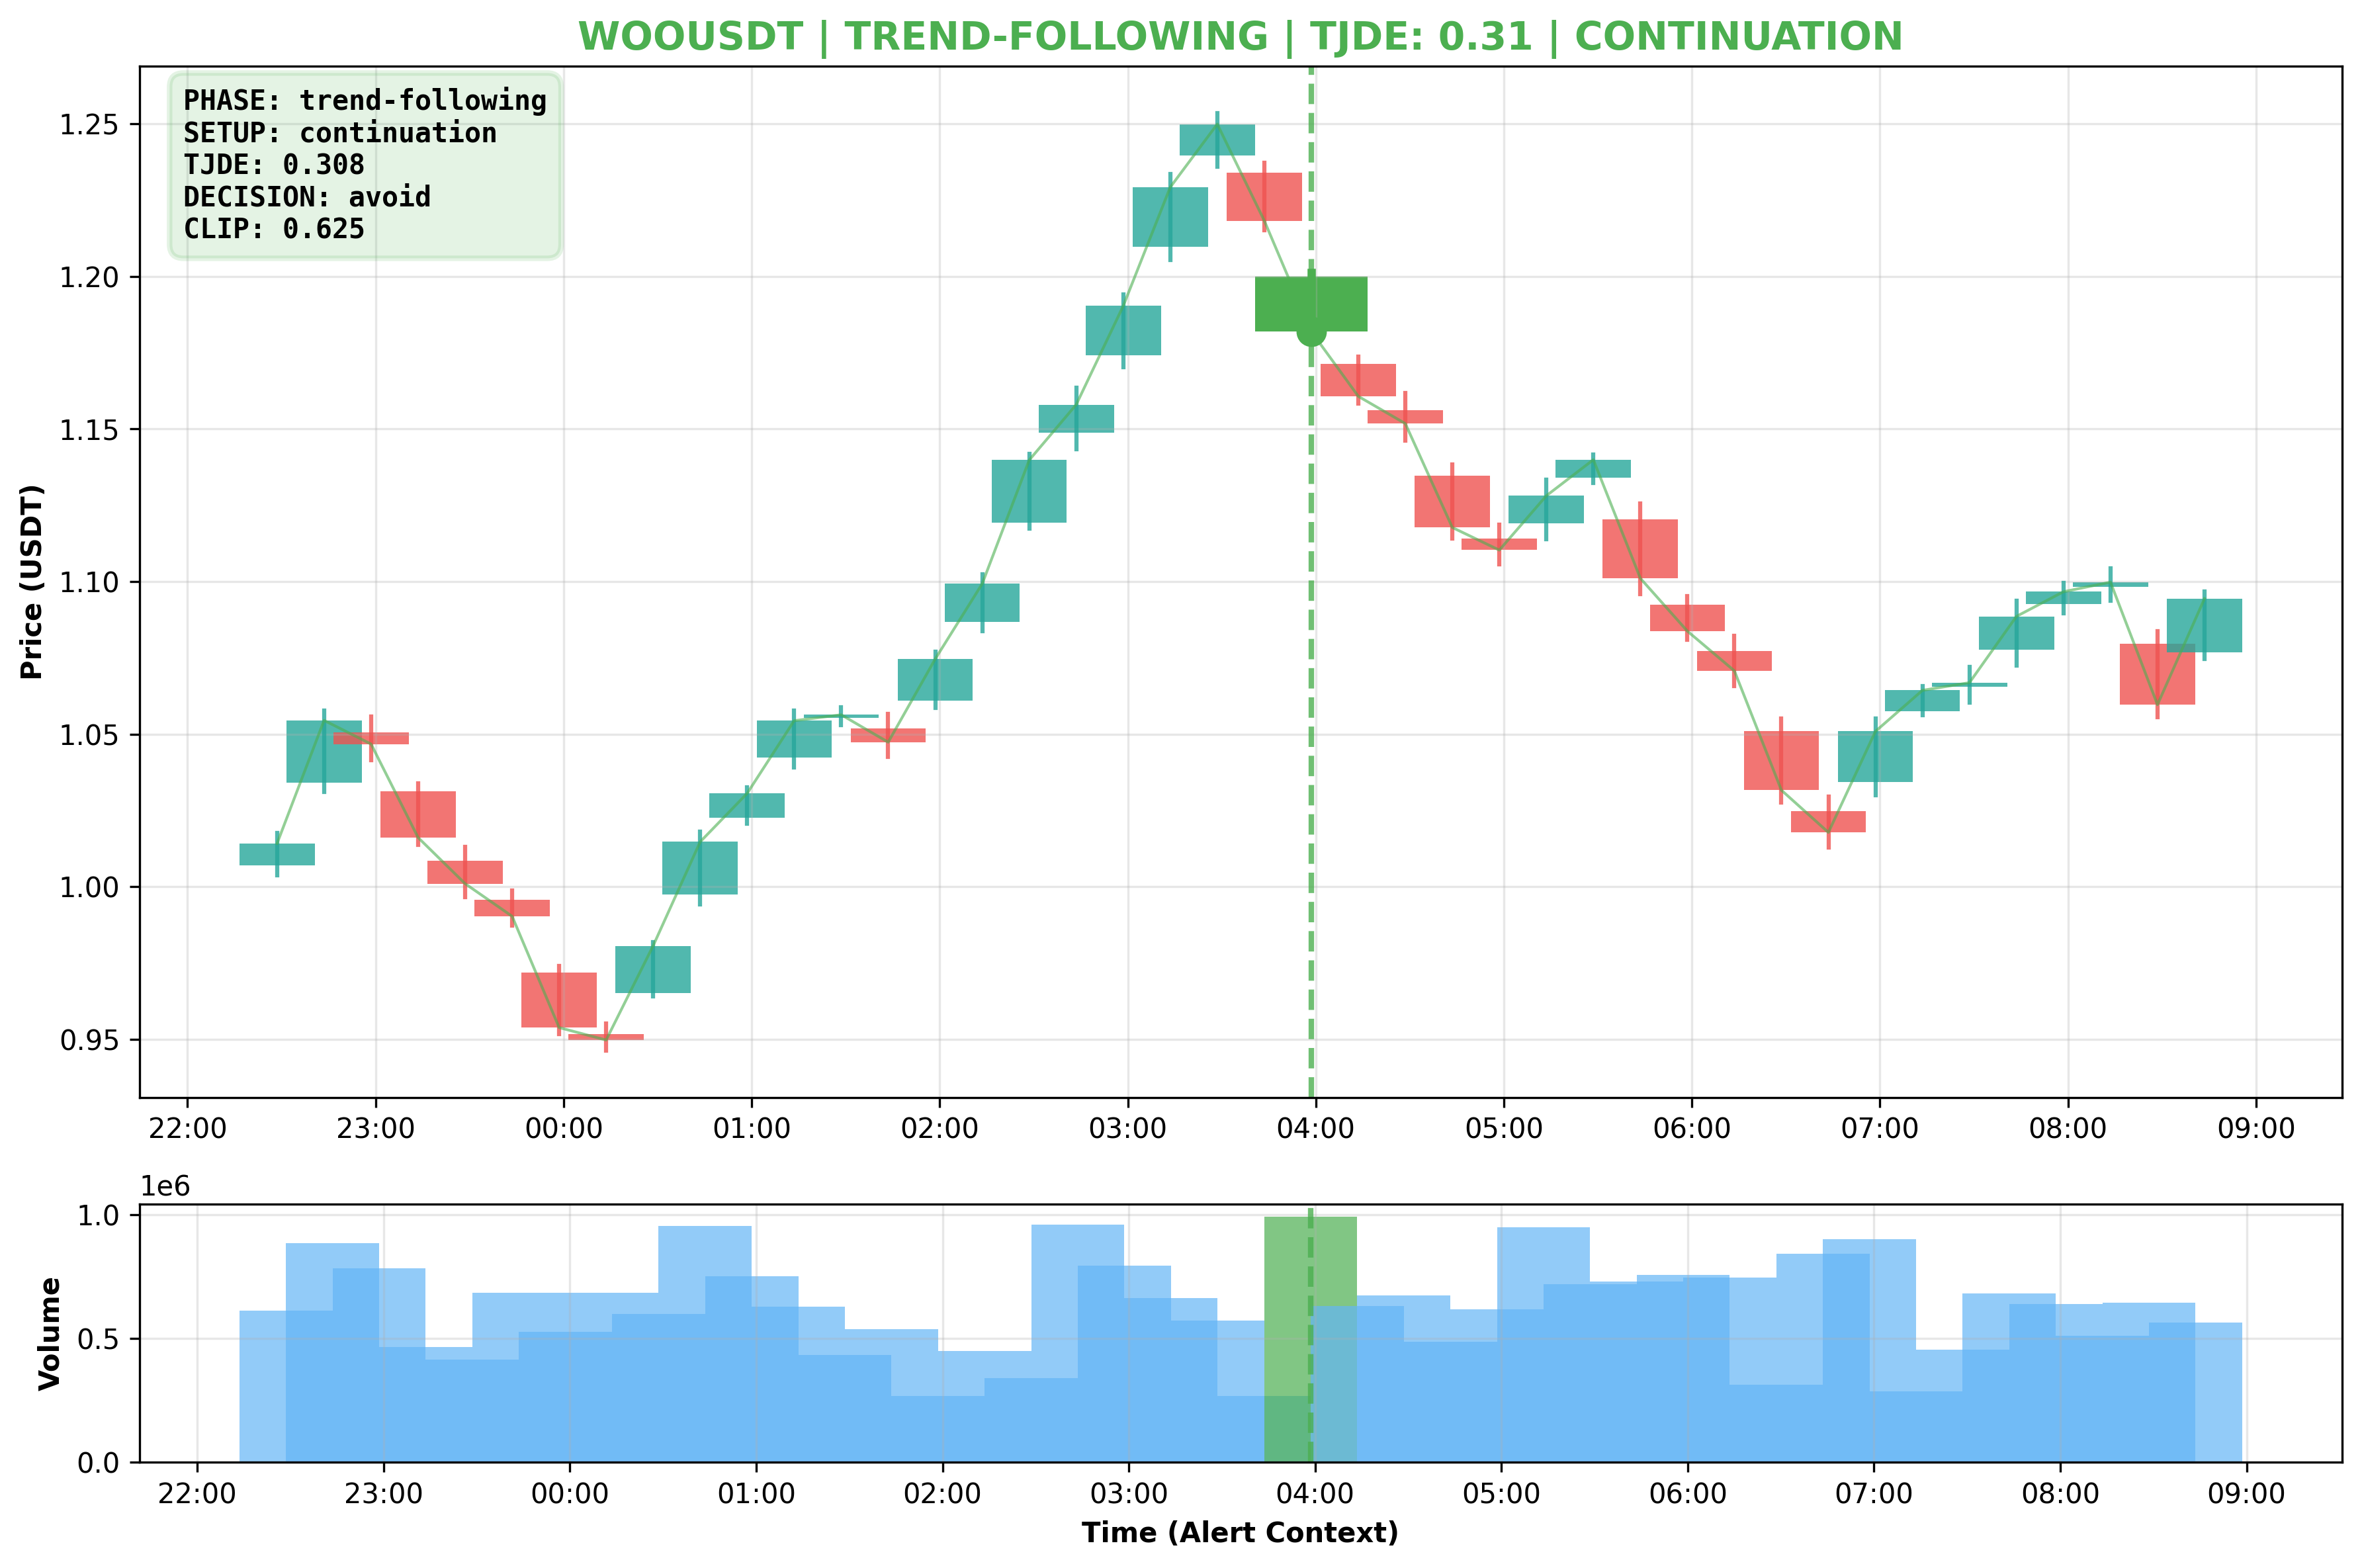 WOOUSDT | TREND-FOLLOWING | TJDE: 0.31 | CONTINUATION
PHASE: trend-following
SETUP: continuation
TJDE: 0.308
DECISION: avoid
CLIP: 0.625
Price (USDT)
1.25
1.20
1.15
1.10
1.05
1.00
0.95
22:00 23:00 00:00 01:00 02:00 03:00 04:00 05:00 06:00 07:00 08:00 09:00
1e6
Volume
1.0
0.5
0.0
22:00 23:00 00:00 01:00 02:00 03:00 04:00 05:00 06:00 07:00 08:00 09:00
Time (Alert Context)